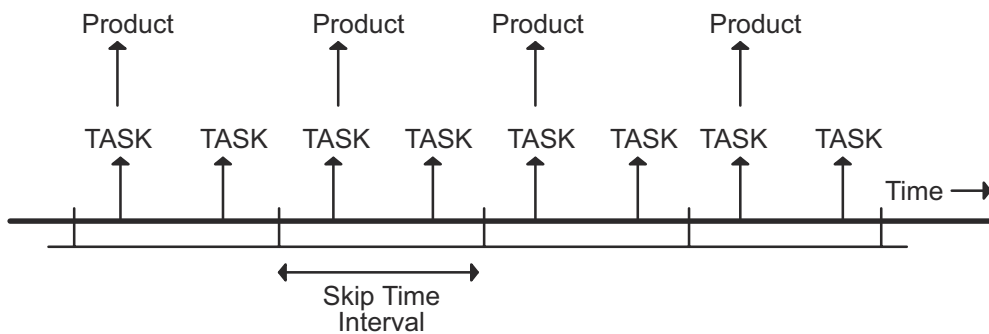 Product Product Product Product
TASK TASK TASK TASK TASK TASK TASK TASK
Time
Skip Time
Interval